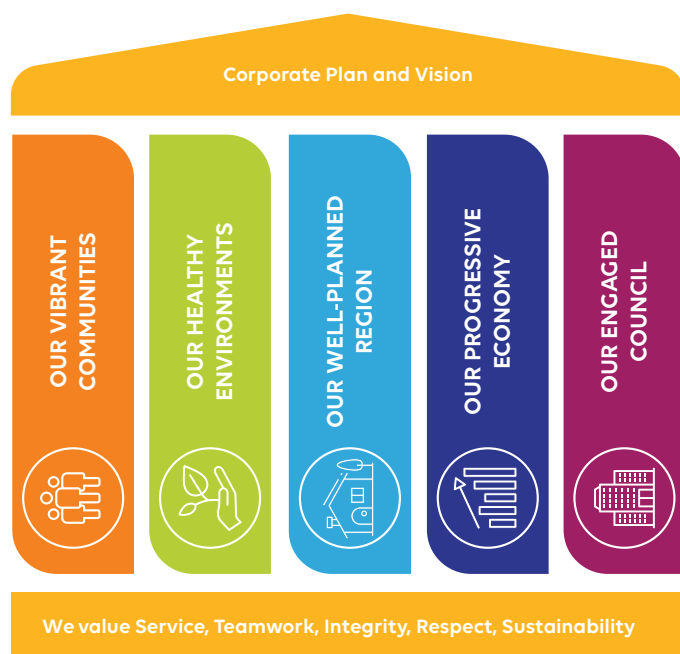 Corporate Plan and Vision
OUR VIBRANT
COMMUNITIES
OUR HEALTHY
ENVIRONMENTS
OUR WELL-PLANNED
REGION
OUR PROGRESSIVE
ECONOMY
OUR ENGAGED
COUNCIL
We value Service, Teamwork, Integrity, Respect, Sustainability